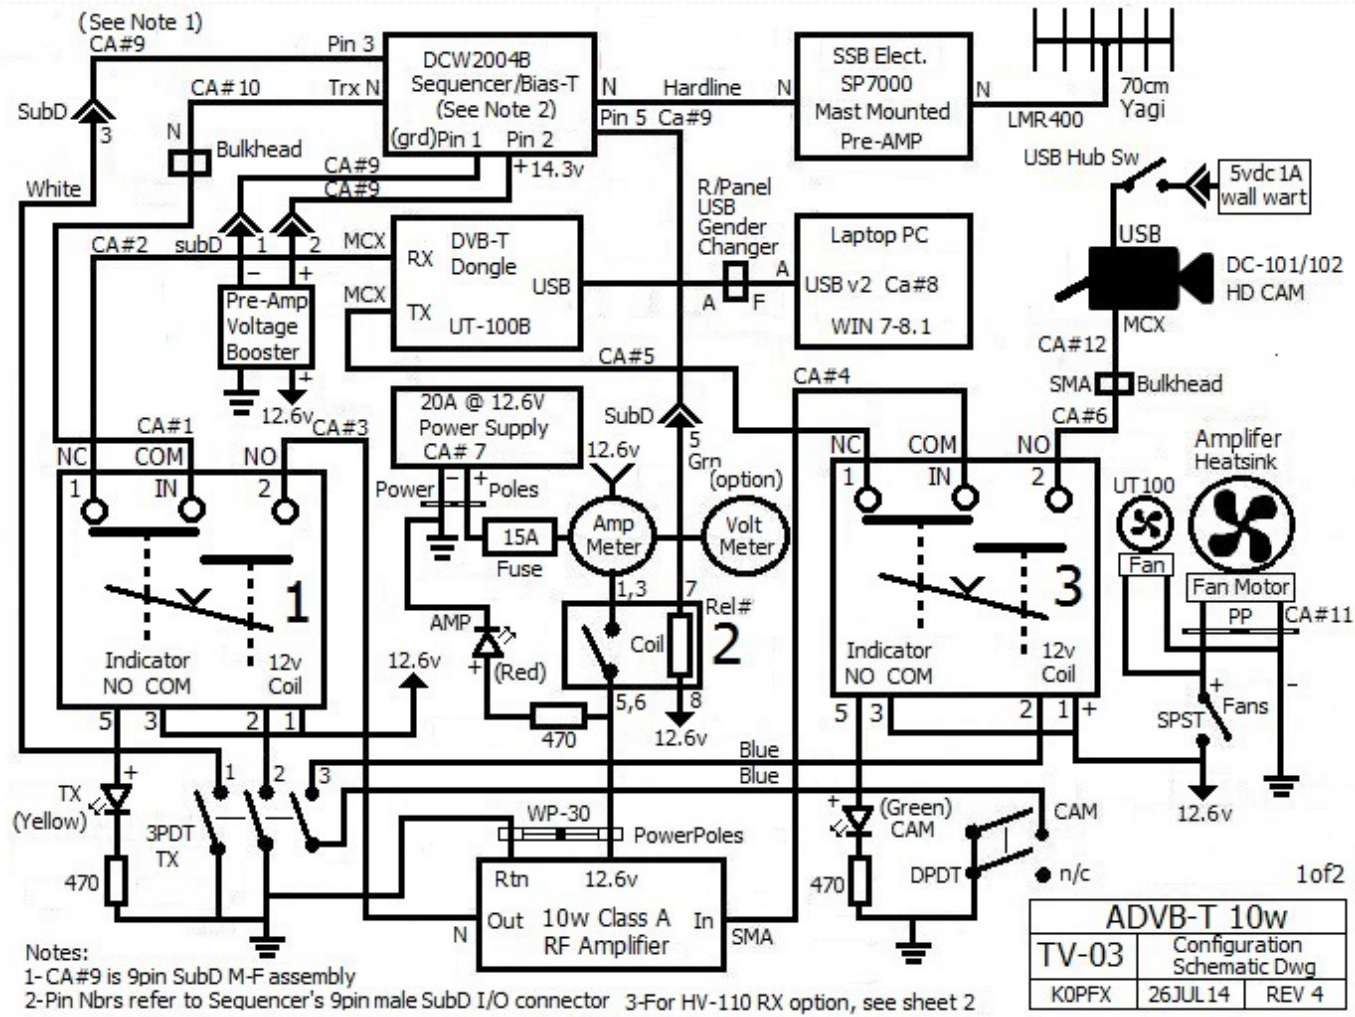 (See Note 1)
CA#9
Pin 3
SubD
3
White
CA#10
Trx N
N
Bulkhead
DCW2004B
Sequencer/Bias-T
(See Note 2)
(grd)Pin 1 Pin 2
+14.3v
CA#9
CA#9
N Hardline N
Pin 5 Ca#9
SSB Elect.
SP7000
Mast Mounted
Pre-AMP
N
LMR400
70cm
Yagi
USB Hub Sw
5vdc 1A
wall wart
USB
DC-101/102
HD CAM
MCX
CA#12
SMA Bulkhead
CA#6
CA#2
subD 1 2
- +
Pre-Amp
Voltage
Booster
+
12.6v
MCX
MCX
RX
TX
DVB-T
Dongle
USB
UT-100B
R/Panel
USB
Gender
Changer
A F
A
Laptop PC
USB v2 Ca#8
WIN 7-8.1
CA#5
CA#4
CA#1
CA#3
20A @ 12.6V
Power Supply
CA# 7
Power - + Poles
15A
Fuse
12.6v
Amp
Meter
SubD
5
Grn
(option)
Volt
Meter
1,3 7
Rel#
2
Coil
5,6 8
12.6v
AMP
+ (Red)
470
12.6v
NC COM NO
1 IN 2
1
Indicator
NO COM
12v
Coil
5 3 2 1
NC COM NO
1 IN 2
3
Indicator
NO COM
12v
Coil
5 3 2 1 +
Amplifer
Heatsink
UT100
Fan
Fan Motor
PP CA#11
+ -
SPST Fans
12.6v
Blue
Blue
TX
(Yellow)
+
470
1 2 3
3PDT
TX
WP-30
PowerPoles
Rtn 12.6v
Out 10w Class A In
RF Amplifier
N
SMA
+ (Green)
CAM
470
CAM
DPDT
n/c
1of2
ADVB-T 10w
TV-03 Configuration
Schematic Dwg
K0PFX 26JUL14 REV 4
Notes:
1- CA#9 is 9pin SubD M-F assembly
2-Pin Nbrs refer to Sequencer's 9pin male SubD I/O connector 3-For HV-110 RX option, see sheet 2